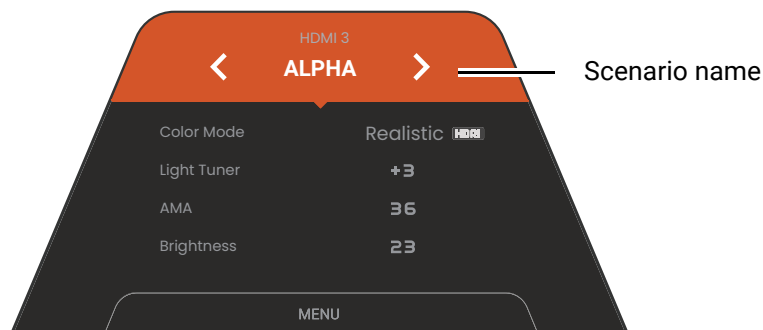 HDMI 3
ALPHA
Scenario name
Color Mode Realistic HDRi
Light Tuner +3
AMA 36
Brightness 23
MENU